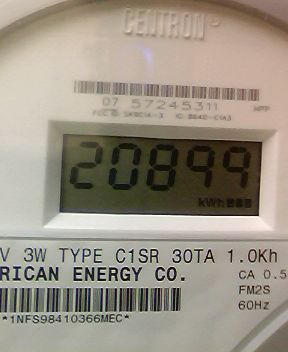 CENTRON
07 57245311
20899
kWh
V 3W TYPE C1SR 30TA 1.0Kh
RICAN ENERGY CO.
CA 0.5
FM2S
60Hz
*1NFS98410366MEC*